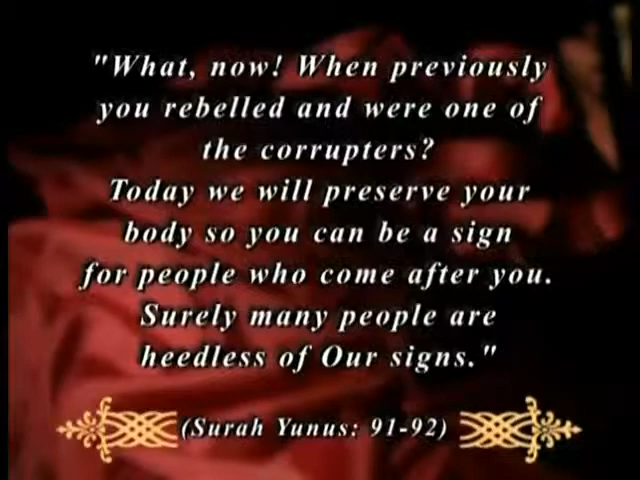 "What, now! When previously
you rebelled and were one of
the corrupters?
Today we will preserve your
body so you can be a sign
for people who come after you.
Surely many people are
heedless of Our signs."
(Surah Yunus: 91-92)